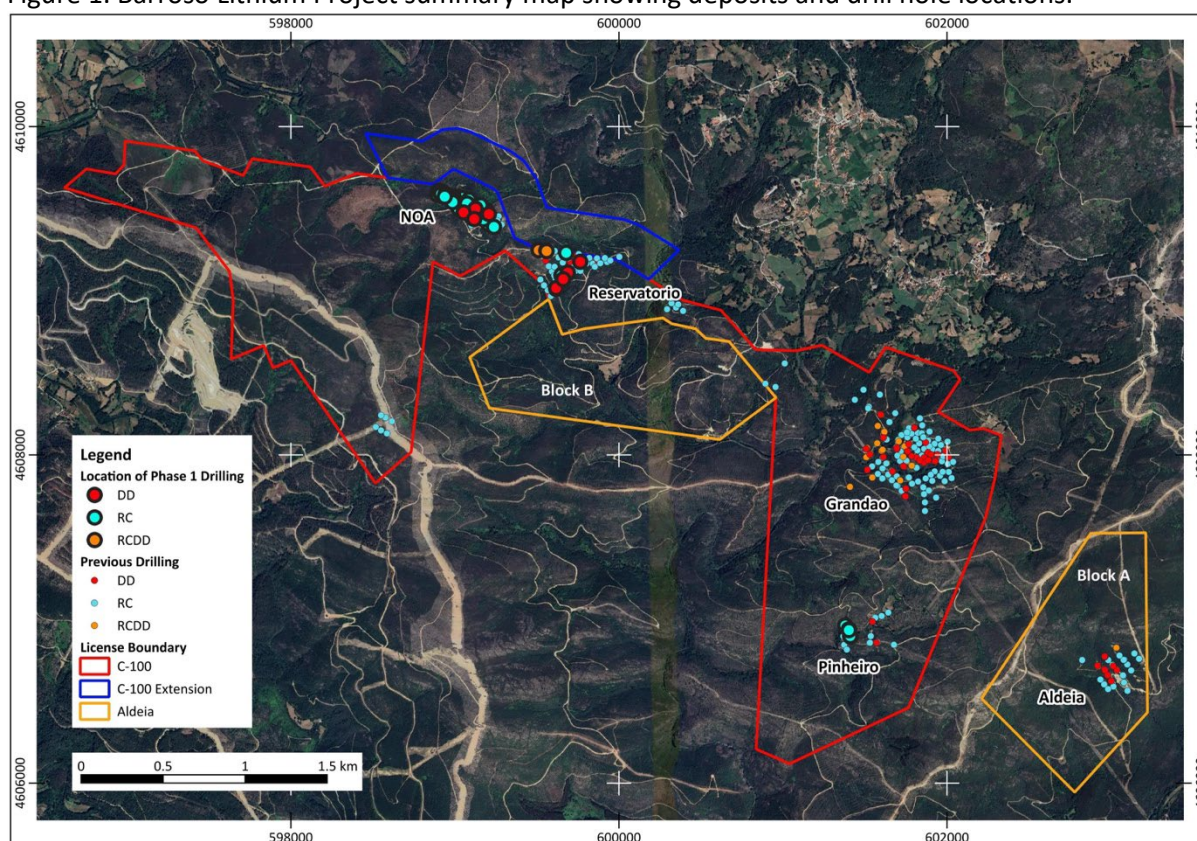 Figure 1: Barroso Lithium Project summary map showing deposits and drill hole locations.
598000
600000
602000
4610000
NOA
Reservatorio
Block B
4608000
Grandao
Block A
Pinheiro
Aldeia
4606000
Legend
Location of Phase 1 Drilling
DD
RC
RCDD
Previous Drilling
DD
RC
RCDD
License Boundary
C-100
C-100 Extension
Aldeia
0 0.5 1 1.5 km
598000
600000
602000